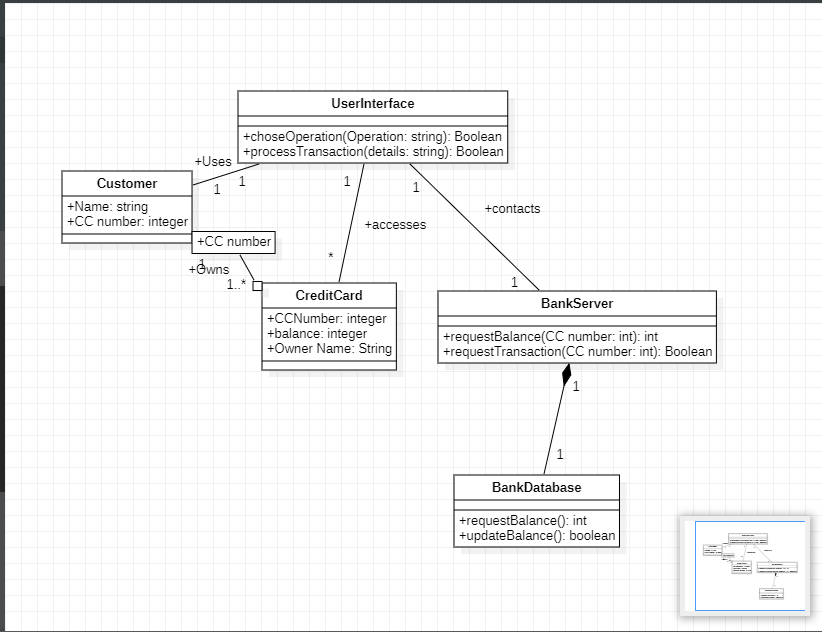 UserInterface
+choseOperation(Operation: string): Boolean
+processTransaction(details: string): Boolean
+Uses
1
1
1
1
Customer
+Name: string
+CC number: integer
+CC number
1
+Owns
1..*
+accesses
*
+contacts
1
CreditCard
+CCNumber: integer
+balance: integer
+Owner Name: String
BankServer
+requestBalance(CC number: int): int
+requestTransaction(CC number: int): Boolean
1
1
BankDatabase
+requestBalance(): int
+updateBalance(): boolean